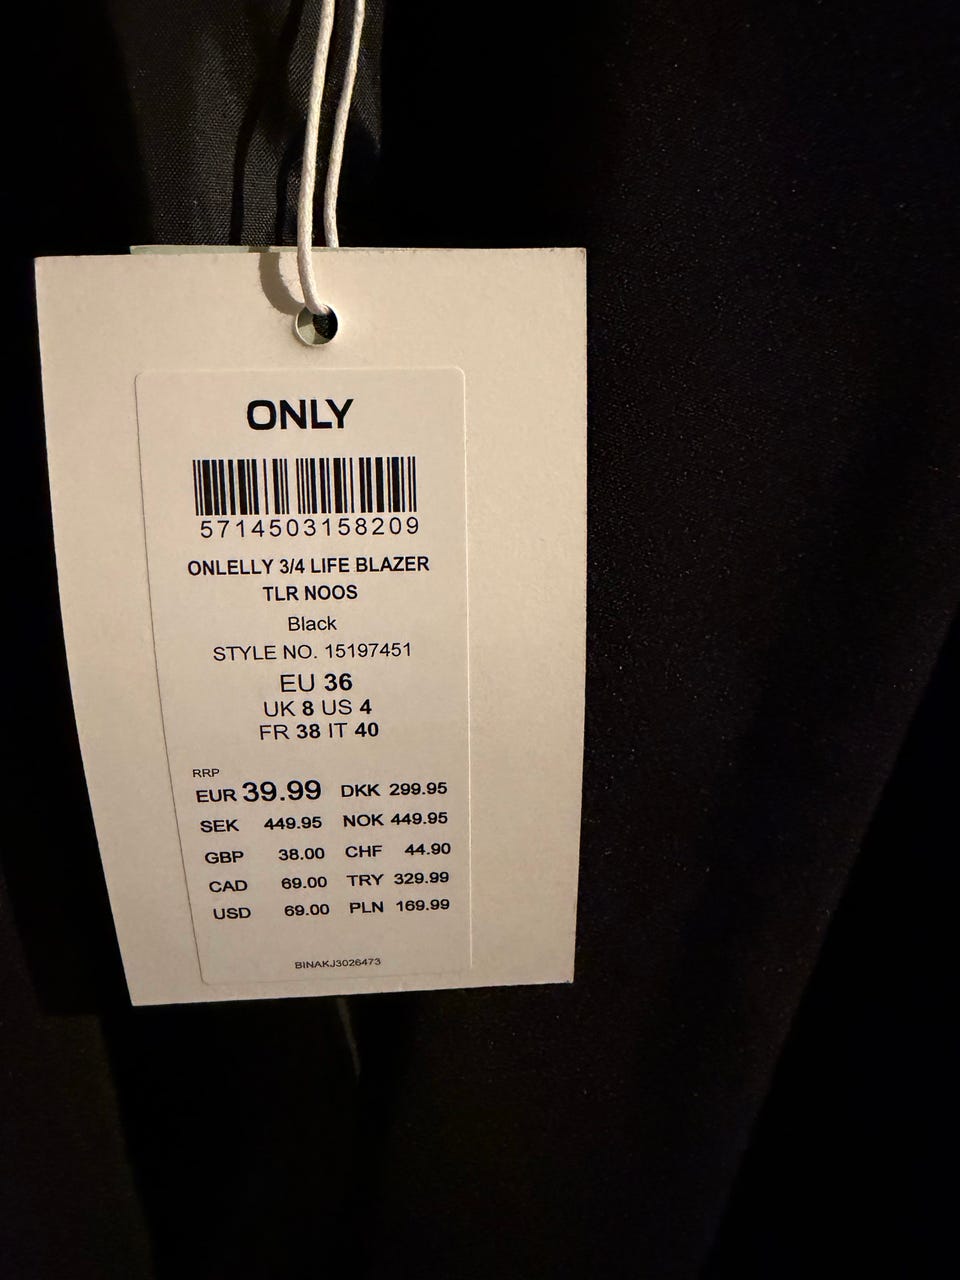 ONLY
5714503158209
ONLELLY 3/4 LIFE BLAZER
TLR NOOS
Black
STYLE NO. 15197451
EU 36
UK 8 US 4
FR 38 IT 40
RRP
EUR 39.99 DKK 299.95
SEK 449.95 NOK 449.95
GBP 38.00 CHF 44.90
CAD 69.00 TRY 329.99
USD 69.00 PLN 169.99
BINAKJ3026473